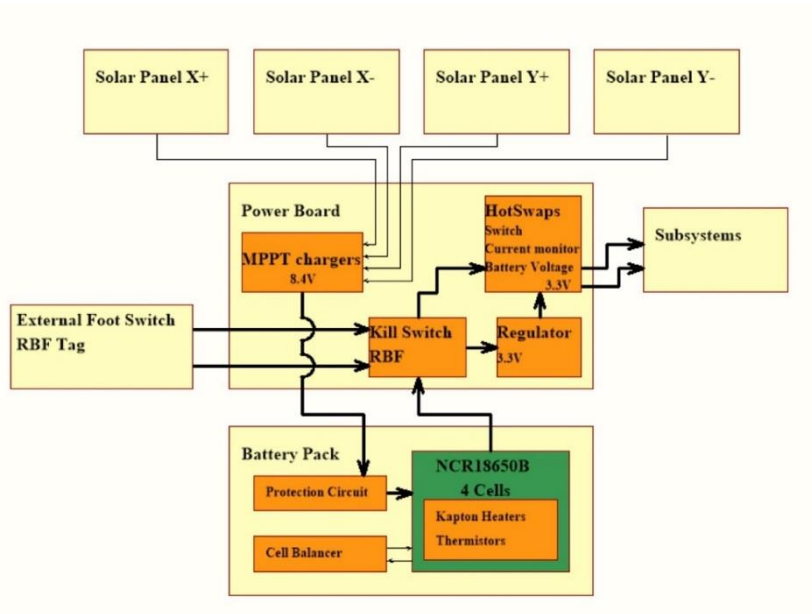 Solar Panel X+
Solar Panel X-
Solar Panel Y+
Solar Panel Y-
Power Board
MPPT chargers
8.4V
HotSwaps
Switch
Current monitor
Battery Voltage
3.3V
Subsystems
External Foot Switch
RBF Tag
Kill Switch
RBF
Regulator
3.3V
Battery Pack
Protection Circuit
Cell Balancer
NCR18650B
4 Cells
Kapton Heaters
Thermistors